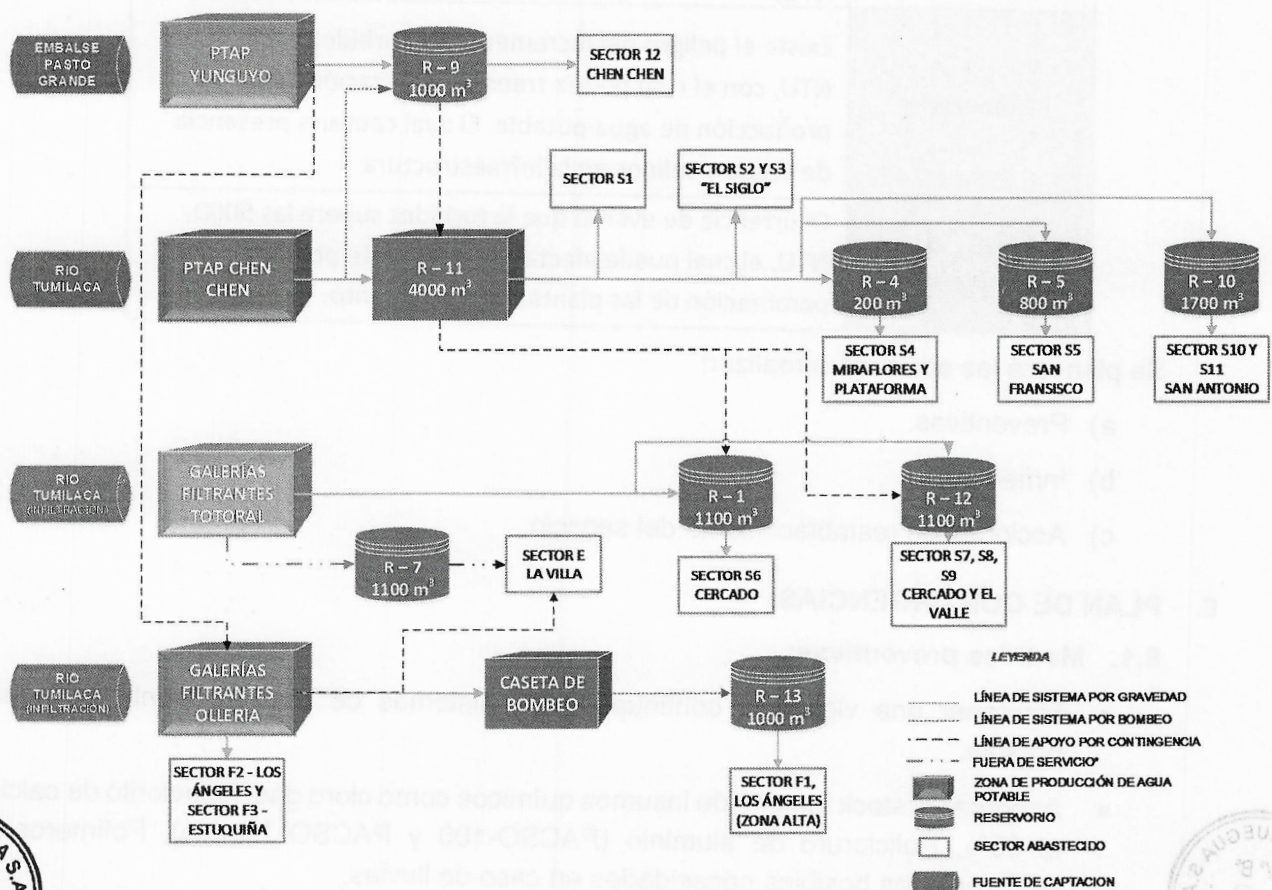 EMBALSE
PASTO
GRANDE
PTAP
YUNGUYO
R – 9
1000 m³
SECTOR 12
CHEN CHEN
SECTOR S1
SECTOR S2 Y S3
"EL SIGLO"
RIO
TUMILACA
PTAP CHEN
CHEN
R – 11
4000 m³
R – 4
200 m³
R – 5
800 m³
R – 10
1700 m³
SECTOR S4
MIRAFLORES Y
PLATAFORMA
SECTOR S5
SAN
FRANSISCO
SECTOR S10 Y
S11
SAN ANTONIO
RIO
TUMILACA
(INFILTRACION)
GALERÍAS
FILTRANTES
TOTORAL
R – 1
1100 m³
R – 12
1100 m³
R – 7
1100 m³
SECTOR E
LA VILLA
SECTOR S6
CERCADO
SECTOR S7, S8,
S9
CERCADO Y EL
VALLE
RIO
TUMILACA
(INFILTRACION)
GALERÍAS
FILTRANTES
OLLERIA
CASETA DE
BOMBEO
R – 13
1000 m³
SECTOR F2 - LOS
ÁNGELES Y
SECTOR F3 -
ESTUQUIÑA
SECTOR F1,
LOS ÁNGELES
(ZONA ALTA)
LEYENDA
LÍNEA DE SISTEMA POR GRAVEDAD
LÍNEA DE SISTEMA POR BOMBEO
LÍNEA DE APOYO POR CONTINGENCIA
FUERA DE SERVICIO*
ZONA DE PRODUCCIÓN DE AGUA
POTABLE
RESERVORIO
SECTOR ABASTECIDO
FUENTE DE CAPTACION